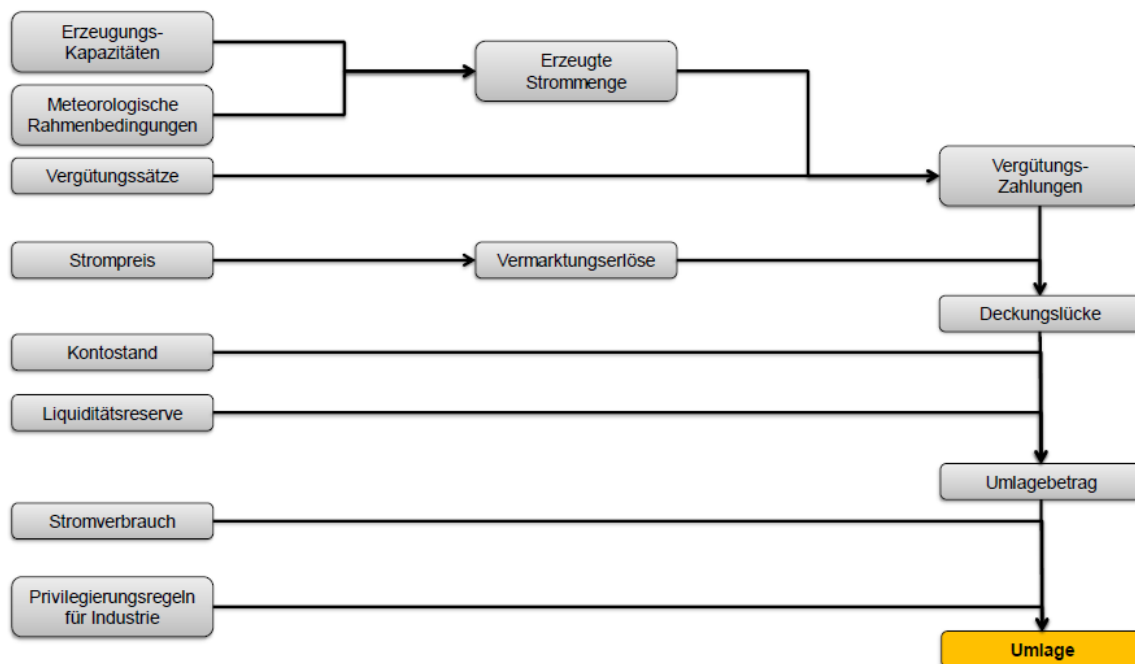 Erzeugungs-
Kapazitäten
Erzeugte
Strommenge
Meteorologische
Rahmenbedingungen
Vergütungssätze
Vergütungs-
Zahlungen
Strompreis
Vermarktungserlöse
Deckungslücke
Kontostand
Liquiditätsreserve
Umlagebetrag
Stromverbrauch
Privilegierungsregeln
für Industrie
Umlage